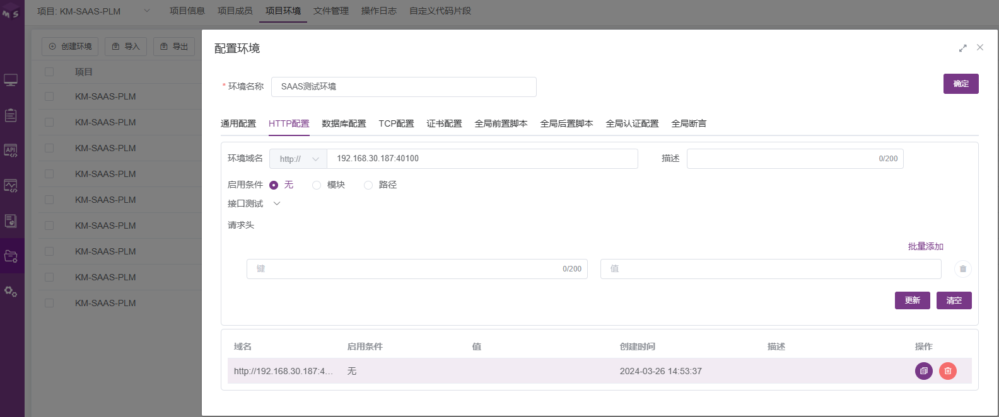 项目: KM-SAAS-PLM 项目信息 项目成员 项目环境 文件管理 操作日志 自定义代码片段
MS
创建环境 导入 导出
项目
KM-SAAS-PLM
KM-SAAS-PLM
KM-SAAS-PLM
KM-SAAS-PLM
KM-SAAS-PLM
KM-SAAS-PLM
KM-SAAS-PLM
KM-SAAS-PLM
KM-SAAS-PLM
API
配置环境
* 环境名称 SAAS测试环境 确定
通用配置 HTTP配置 数据库配置 TCP配置 证书配置 全局前置脚本 全局后置脚本 全局认证配置 全局断言
环境域名 http:// 192.168.30.187:40100 描述 0/200
启用条件 无 模块 路径
接口测试
请求头
批量添加
键 0/200 值
更新 清空
域名 启用条件 值 创建时间 描述 操作
http://192.168.30.187:4... 无 2024-03-26 14:53:37